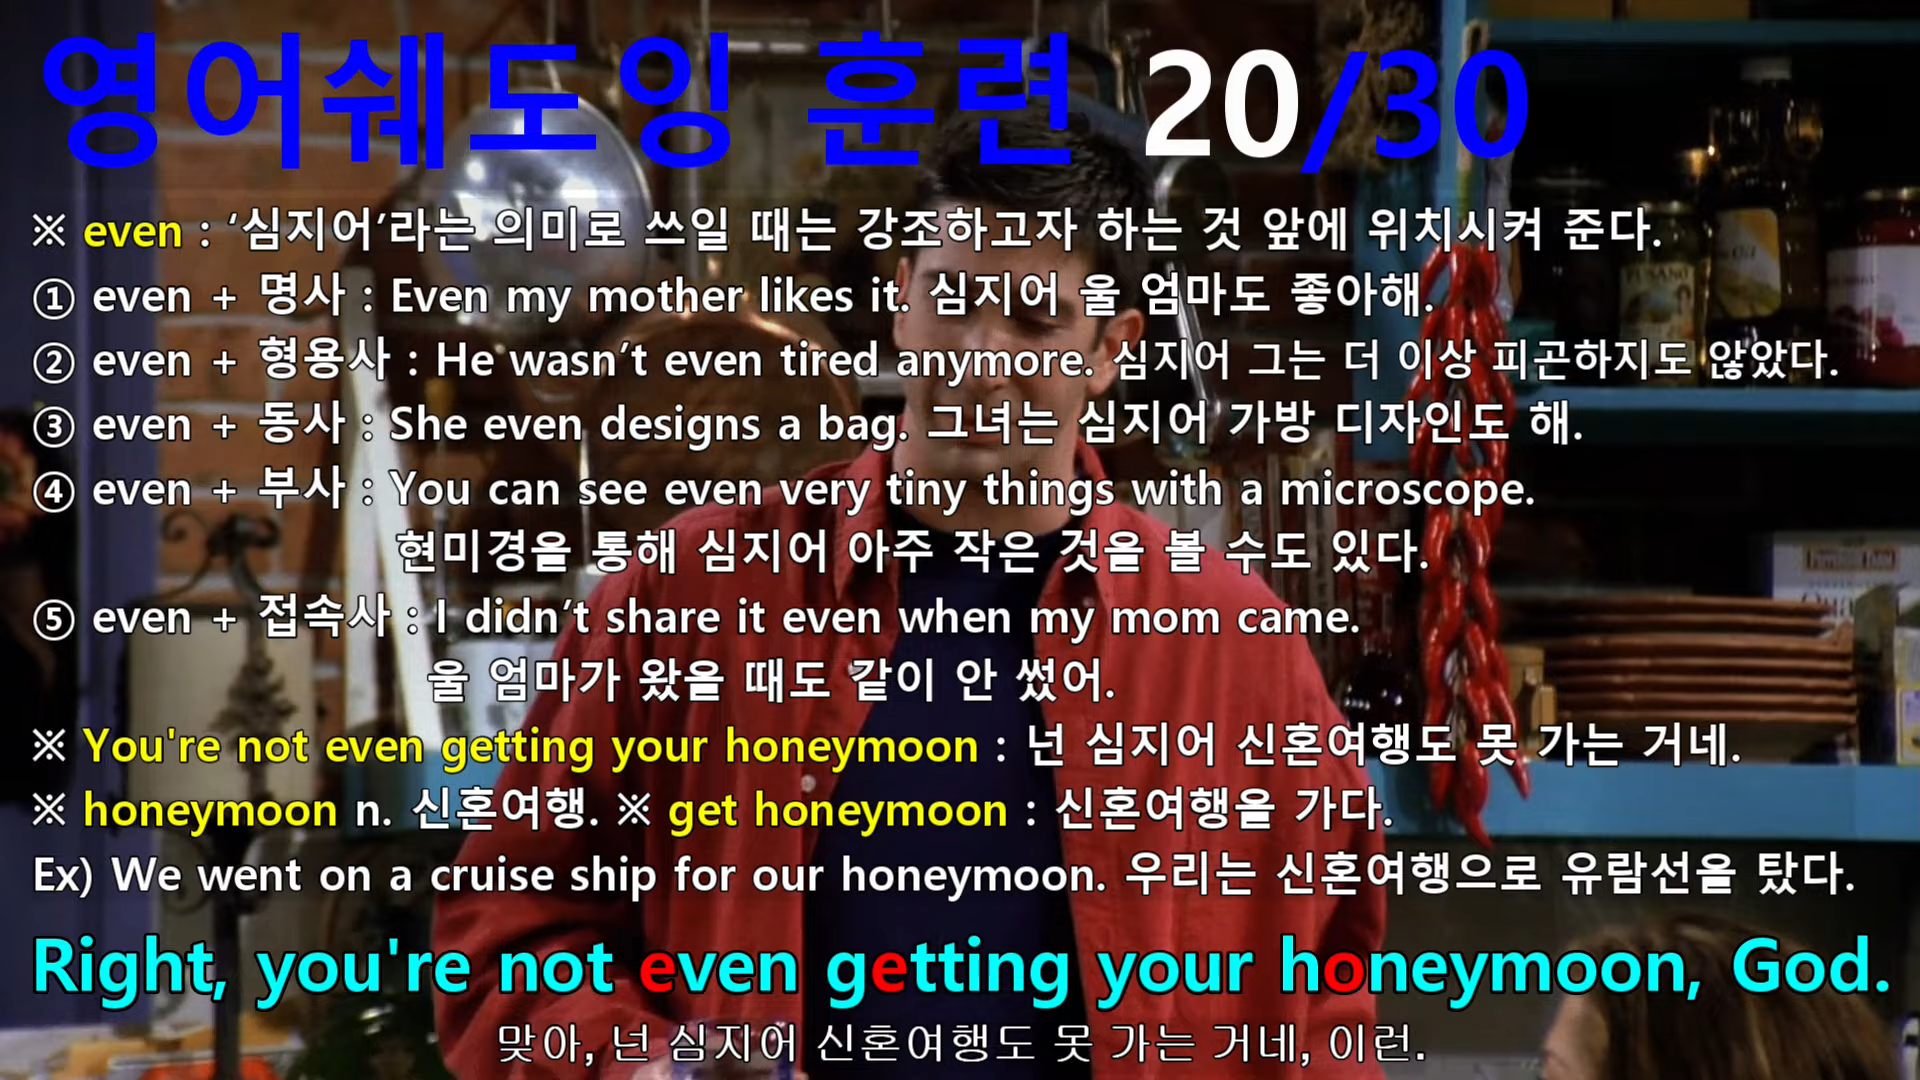 영어쉐도잉 훈련 20/30
※ even : ‘심지어’라는 의미로 쓰일 때는 강조하고자 하는 것 앞에 위치시켜 준다.
① even + 명사 : Even my mother likes it. 심지어 울 엄마도 좋아해.
② even + 형용사 : He wasn’t even tired anymore. 심지어 그는 더 이상 피곤하지도 않았다.
③ even + 동사 : She even designs a bag. 그녀는 심지어 가방 디자인도 해.
④ even + 부사 : You can see even very tiny things with a microscope.
현미경을 통해 심지어 아주 작은 것을 볼 수도 있다.
⑤ even + 접속사 : I didn’t share it even when my mom came.
울 엄마가 왔을 때도 같이 안 썼어.
※ You're not even getting your honeymoon : 넌 심지어 신혼여행도 못 가는 거네.
※ honeymoon n. 신혼여행. ※ get honeymoon : 신혼여행을 가다.
Ex) We went on a cruise ship for our honeymoon. 우리는 신혼여행으로 유람선을 탔다.
Right, you're not even getting your honeymoon, God.
맞아, 넌 심지어 신혼여행도 못 가는 거네, 이런.